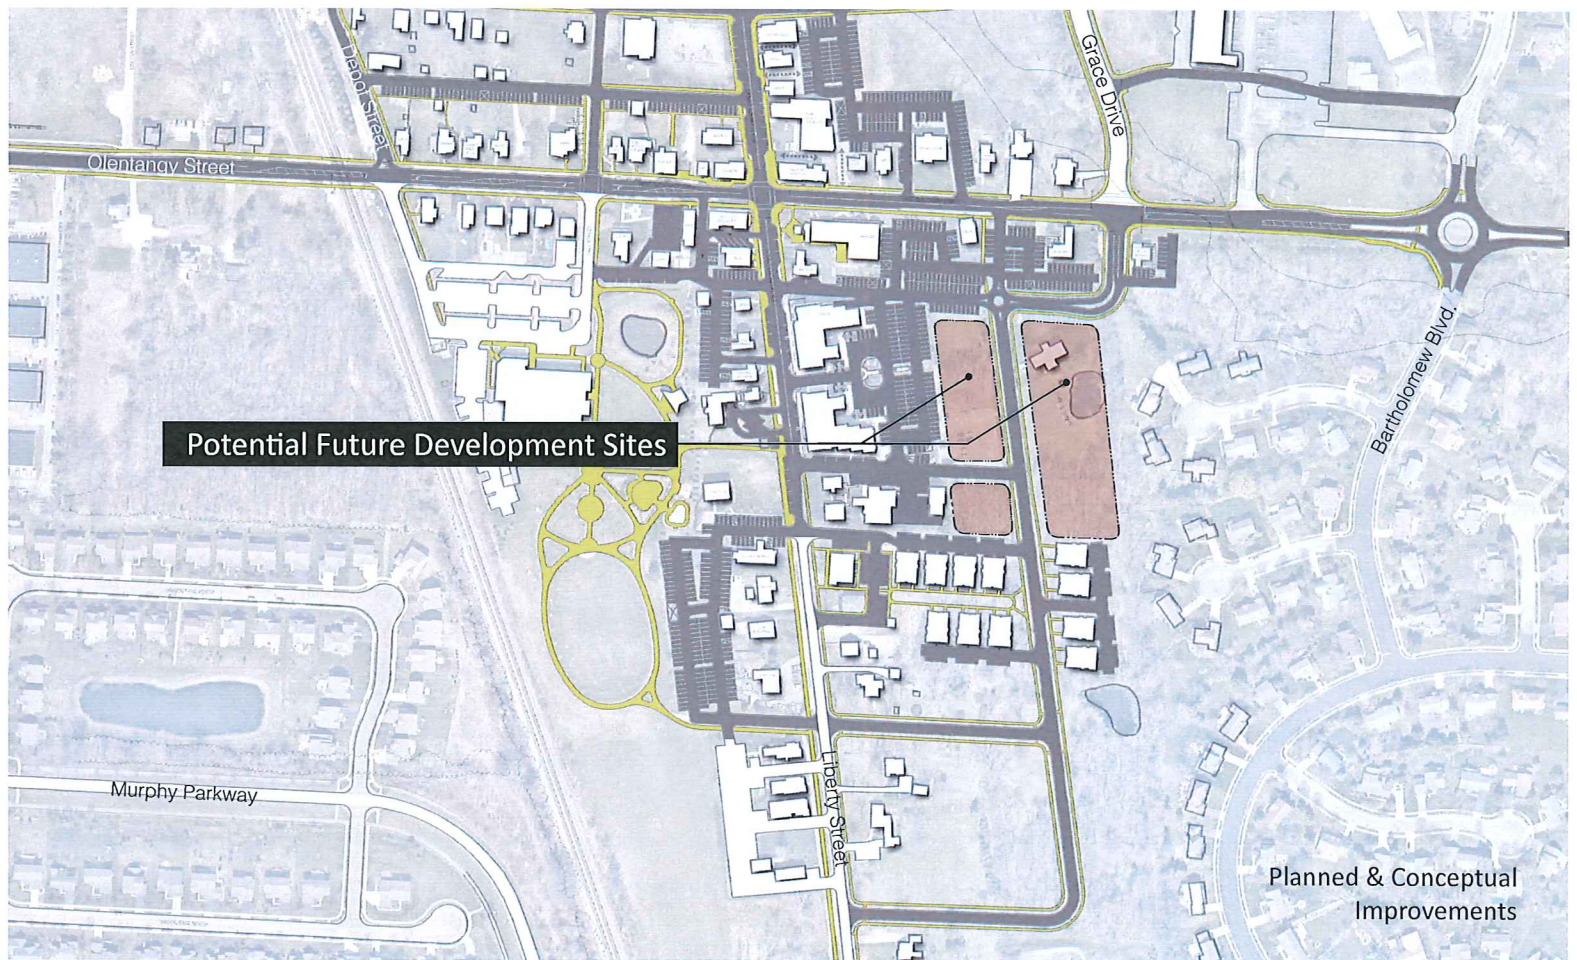 Depot Street
Grace Drive
Olentangy Street
Bartholomew Blvd.
Potential Future Development Sites
Murphy Parkway
Liberty Street
Planned & Conceptual
Improvements